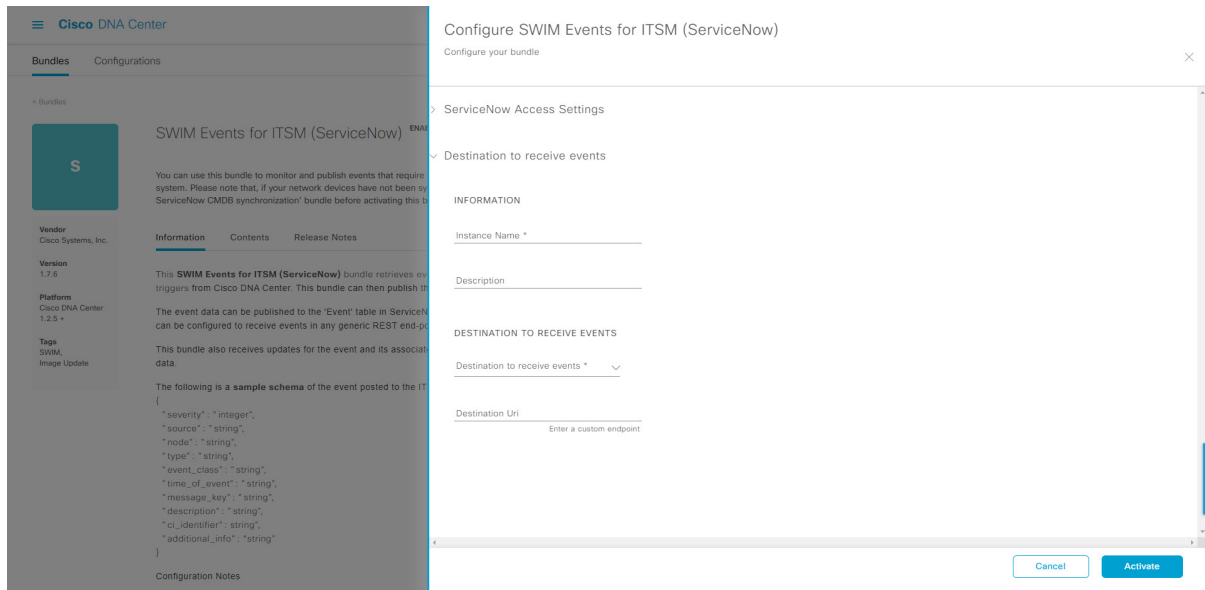 Cisco DNA Center
Bundles
Configurations
< Bundles
S
Vendor
Cisco Systems, Inc.
Version
1.7.6
Platform
Cisco DNA Center
1.2.5 +
Tags
SWIM,
Image Update
SWIM Events for ITSM (ServiceNow)
You can use this bundle to monitor and publish events that require
system. Please note that, if your network devices have not been sy
ServiceNow CMDB synchronization' bundle before activating this b
Information
Contents
Release Notes
This SWIM Events for ITSM (ServiceNow) bundle retrieves ev
triggers from Cisco DNA Center. This bundle can then publish th
The event data can be published to the 'Event' table in ServiceN
can be configured to receive events in any generic REST end-po
This bundle also receives updates for the event and its associat
data.
The following is a sample schema of the event posted to the IT
{
"severity" : "integer",
"source" : "string",
"node" : "string",
"type" : "string",
"event_class" : "string",
"time_of_event" : "string",
"message_key" : "string",
"description" : "string",
"ci_identifier : string",
"additional_info" : "string"
}
Configuration Notes
Configure SWIM Events for ITSM (ServiceNow)
Configure your bundle
ServiceNow Access Settings
Destination to receive events
INFORMATION
Instance Name *
Description
DESTINATION TO RECEIVE EVENTS
Destination to receive events *
Destination Uri
Enter a custom endpoint
Cancel
Activate